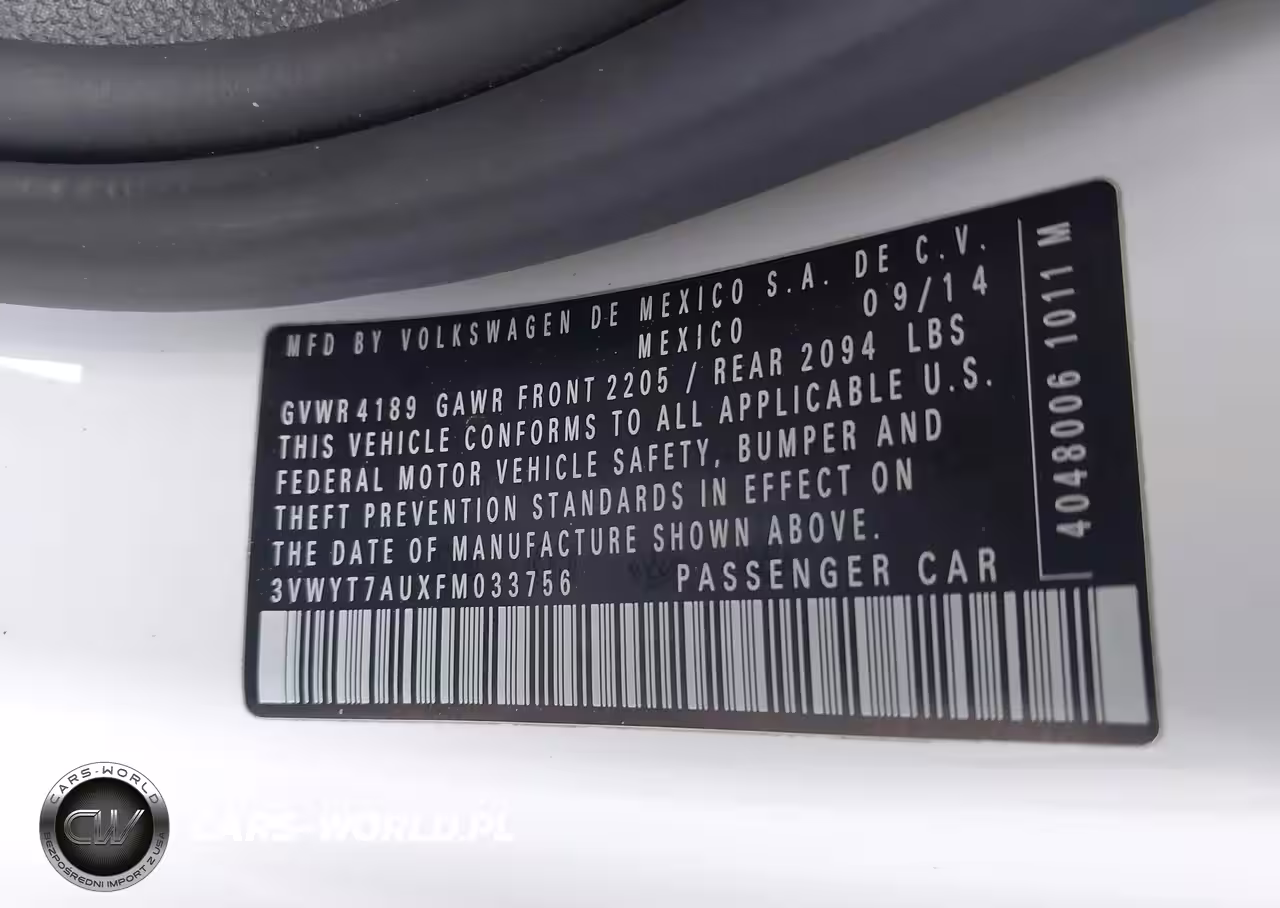 MFD BY VOLKSWAGEN DE MEXICO S.A. DE C.V.
MEXICO 09/14
GVWR 4189 GAWR FRONT 2205 / REAR 2094 LBS
THIS VEHICLE CONFORMS TO ALL APPLICABLE U.S.
FEDERAL MOTOR VEHICLE SAFETY, BUMPER AND
THEFT PREVENTION STANDARDS IN EFFECT ON
THE DATE OF MANUFACTURE SHOWN ABOVE.
3VWYT7AUXFM033756 PASSENGER CAR
4048006 1011 M
CARS-WORLD
CW
BEZPOŚREDNI IMPORT Z USA
CARS-WORLD.PL